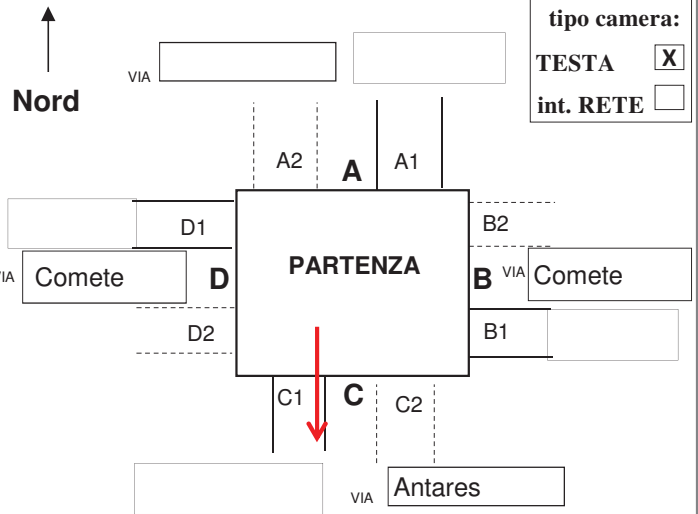 tipo camera:
TESTA X
int. RETE
Nord
VIA
A2 A A1
D1 B2
PARTENZA
VIA Comete D B VIA Comete
D2 B1
C1 C C2
VIA Antares